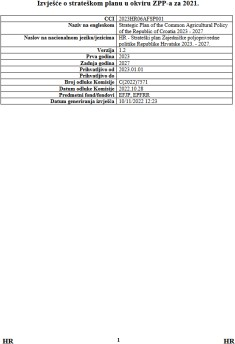 Izvješće o strateškom planu u okviru ZPP-a za 2021.
CCI 2023HR06AFSP001
Naziv na engleskom Strategic Plan of the Common Agricultural Policy
of the Republic of Croatia 2023 - 2027
Naslov na nacionalnom jeziku/jezicima HR - Strateški plan Zajedničke poljoprivredne
politike Republike Hrvatske 2023. - 2027.
Verzija 1.2
Prva godina 2023
Zadnja godina 2027
Prihvatljivo od 2023.01.01
Prihvatljivo do
Broj odluke Komisije C(2022)7371
Datum odluke Komisije 2022.10.28
Predmetni fond/fondovi EFJP, EPFRR
Datum generiranja izvješća 10/11/2022 12:23
HR 1 HR